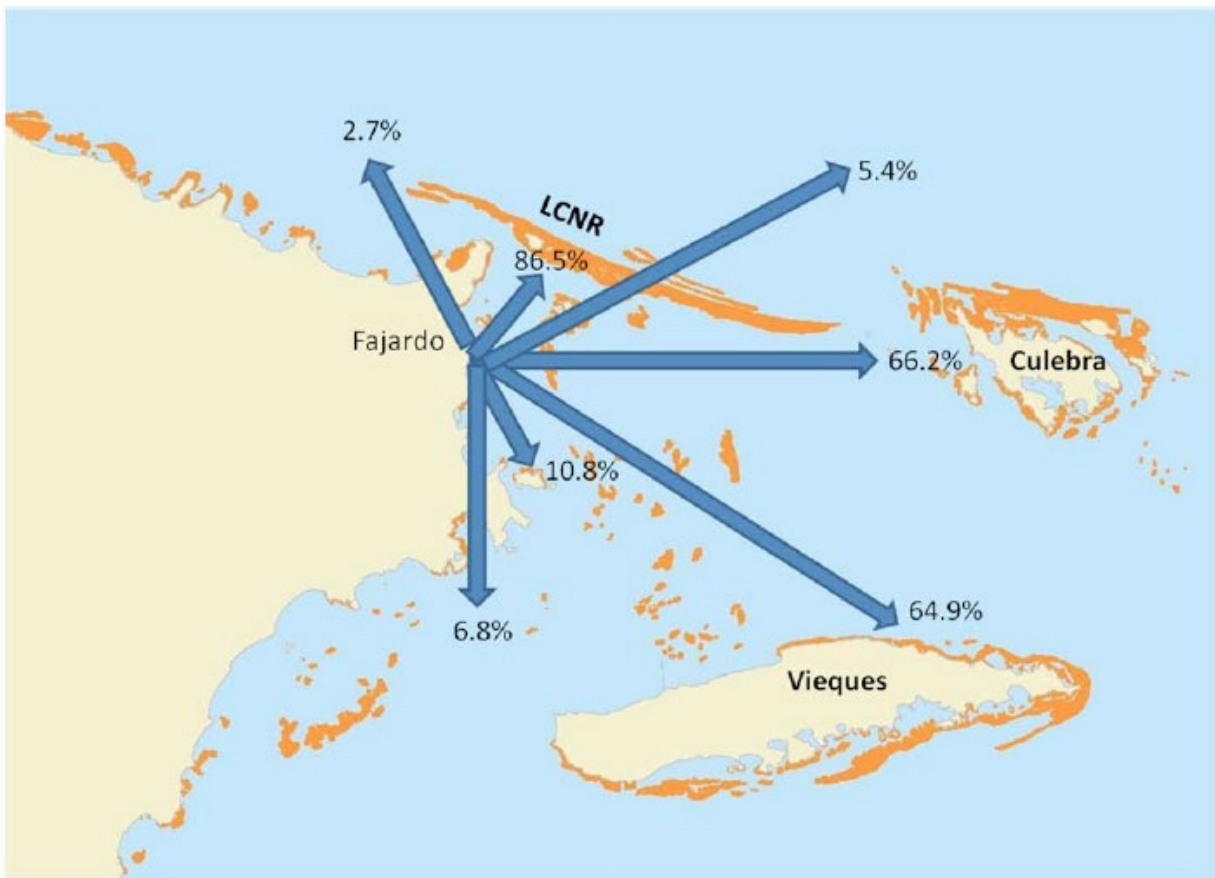 2.7%
5.4%
LCNR
86.5%
Fajardo
66.2%
Culebra
10.8%
64.9%
6.8%
Vieques